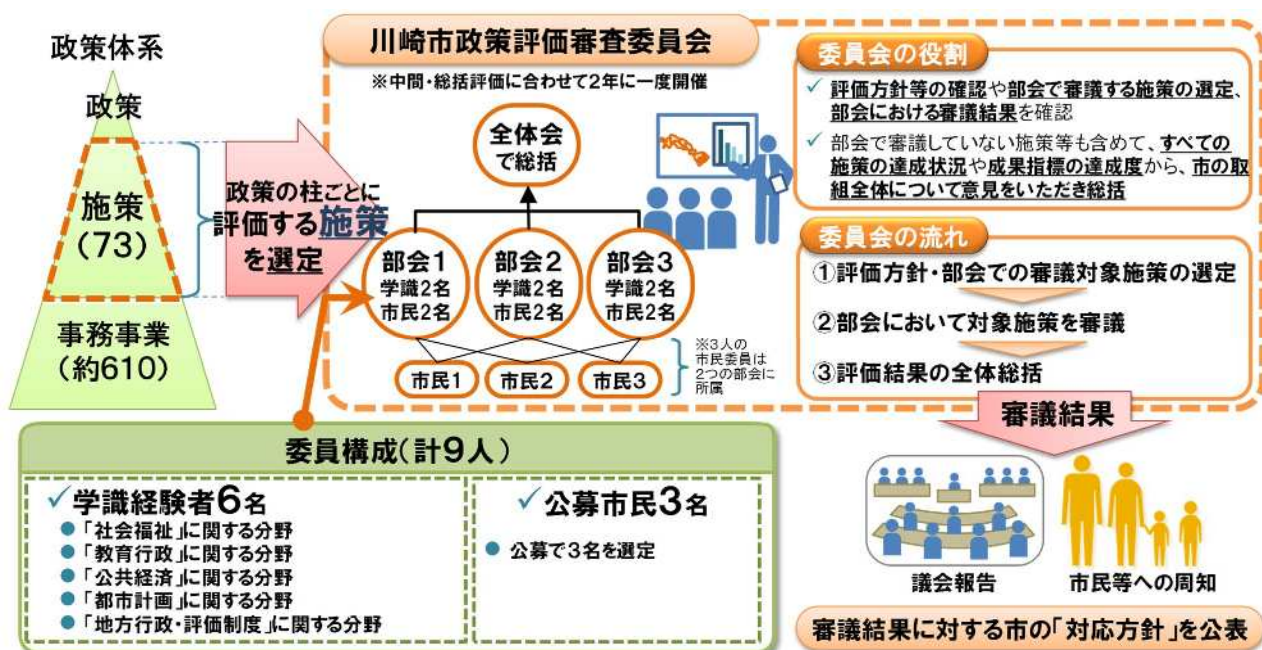 政策体系
政策
施策
(73)
事務事業
(約610)
政策の柱ごとに
評価する施策
を選定
川崎市政策評価審査委員会
※中間・総括評価に合わせて2年に一度開催
全体会
で総括
部会1
学識2名
市民2名
部会2
学識2名
市民2名
部会3
学識2名
市民2名
市民1
市民2
市民3
※3人の
市民委員は
2つの部会に
所属
委員会の役割
✓ 評価方針等の確認や部会で審議する施策の選定、
部会における審議結果を確認
✓ 部会で審議していない施策等も含めて、すべての
施策の達成状況や成果指標の達成度から、市の取
組全体について意見をいただき総括
委員会の流れ
①評価方針・部会での審議対象施策の選定
②部会において対象施策を審議
③評価結果の全体総括
審議結果
委員構成(計9人)
✓学識経験者6名
●「社会福祉」に関する分野
●「教育行政」に関する分野
●「公共経済」に関する分野
●「都市計画」に関する分野
●「地方行政・評価制度」に関する分野
✓公募市民3名
● 公募で3名を選定
議会報告
市民等への周知
審議結果に対する市の「対応方針」を公表